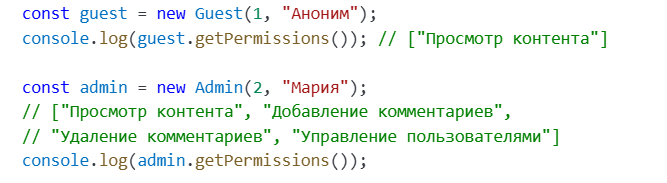 const guest = new Guest(1, "Аноним");
console.log(guest.getPermissions()); // ["Просмотр контента"]
const admin = new Admin(2, "Мария");
// ["Просмотр контента", "Добавление комментариев",
// "Удаление комментариев", "Управление пользователями"]
console.log(admin.getPermissions());